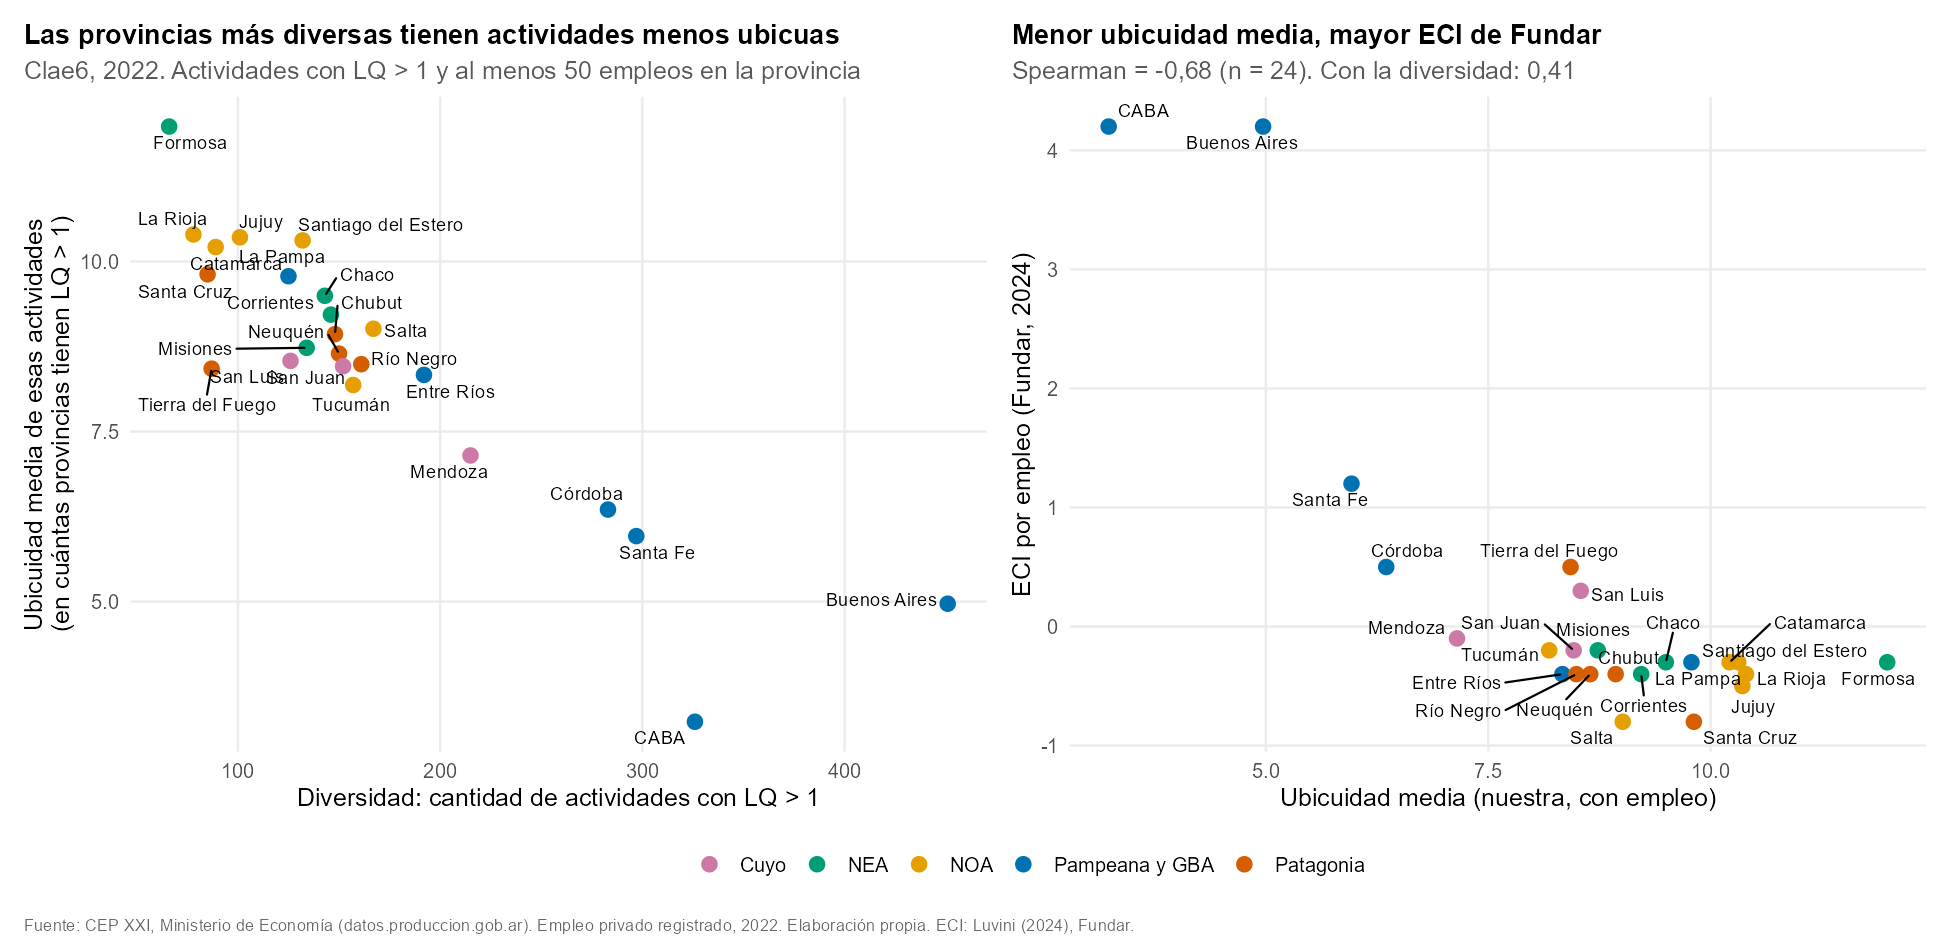 Las provincias más diversas tienen actividades menos ubicuas
Clae6, 2022. Actividades con LQ > 1 y al menos 50 empleos en la provincia
Ubicuidad media de esas actividades
(en cuántas provincias tienen LQ > 1)
10.0
7.5
5.0
Formosa
La Rioja
Jujuy
Santiago del Estero
Catamarca
La Pampa
Santa Cruz
Chaco
Corrientes
Chubut
Neuquén
Salta
Misiones
Río Negro
San Luis
San Juan
Entre Ríos
Tierra del Fuego
Tucumán
Mendoza
Córdoba
Santa Fe
Buenos Aires
CABA
100
200
300
400
Diversidad: cantidad de actividades con LQ > 1
Menor ubicuidad media, mayor ECI de Fundar
Spearman = -0,68 (n = 24). Con la diversidad: 0,41
ECI por empleo (Fundar, 2024)
4
3
2
1
0
-1
CABA
Buenos Aires
Santa Fe
Córdoba
Tierra del Fuego
San Luis
Mendoza
San Juan
Misiones
Chaco
Catamarca
Tucumán
Chubut
Santiago del Estero
Entre Ríos
La Pampa
La Rioja
Formosa
Río Negro
Neuquén
Corrientes
Jujuy
Salta
Santa Cruz
5.0
7.5
10.0
Ubicuidad media (nuestra, con empleo)
Cuyo
NEA
NOA
Pampeana y GBA
Patagonia
Fuente: CEP XXI, Ministerio de Economía (datos.produccion.gob.ar). Empleo privado registrado, 2022. Elaboración propia. ECI: Luvini (2024), Fundar.